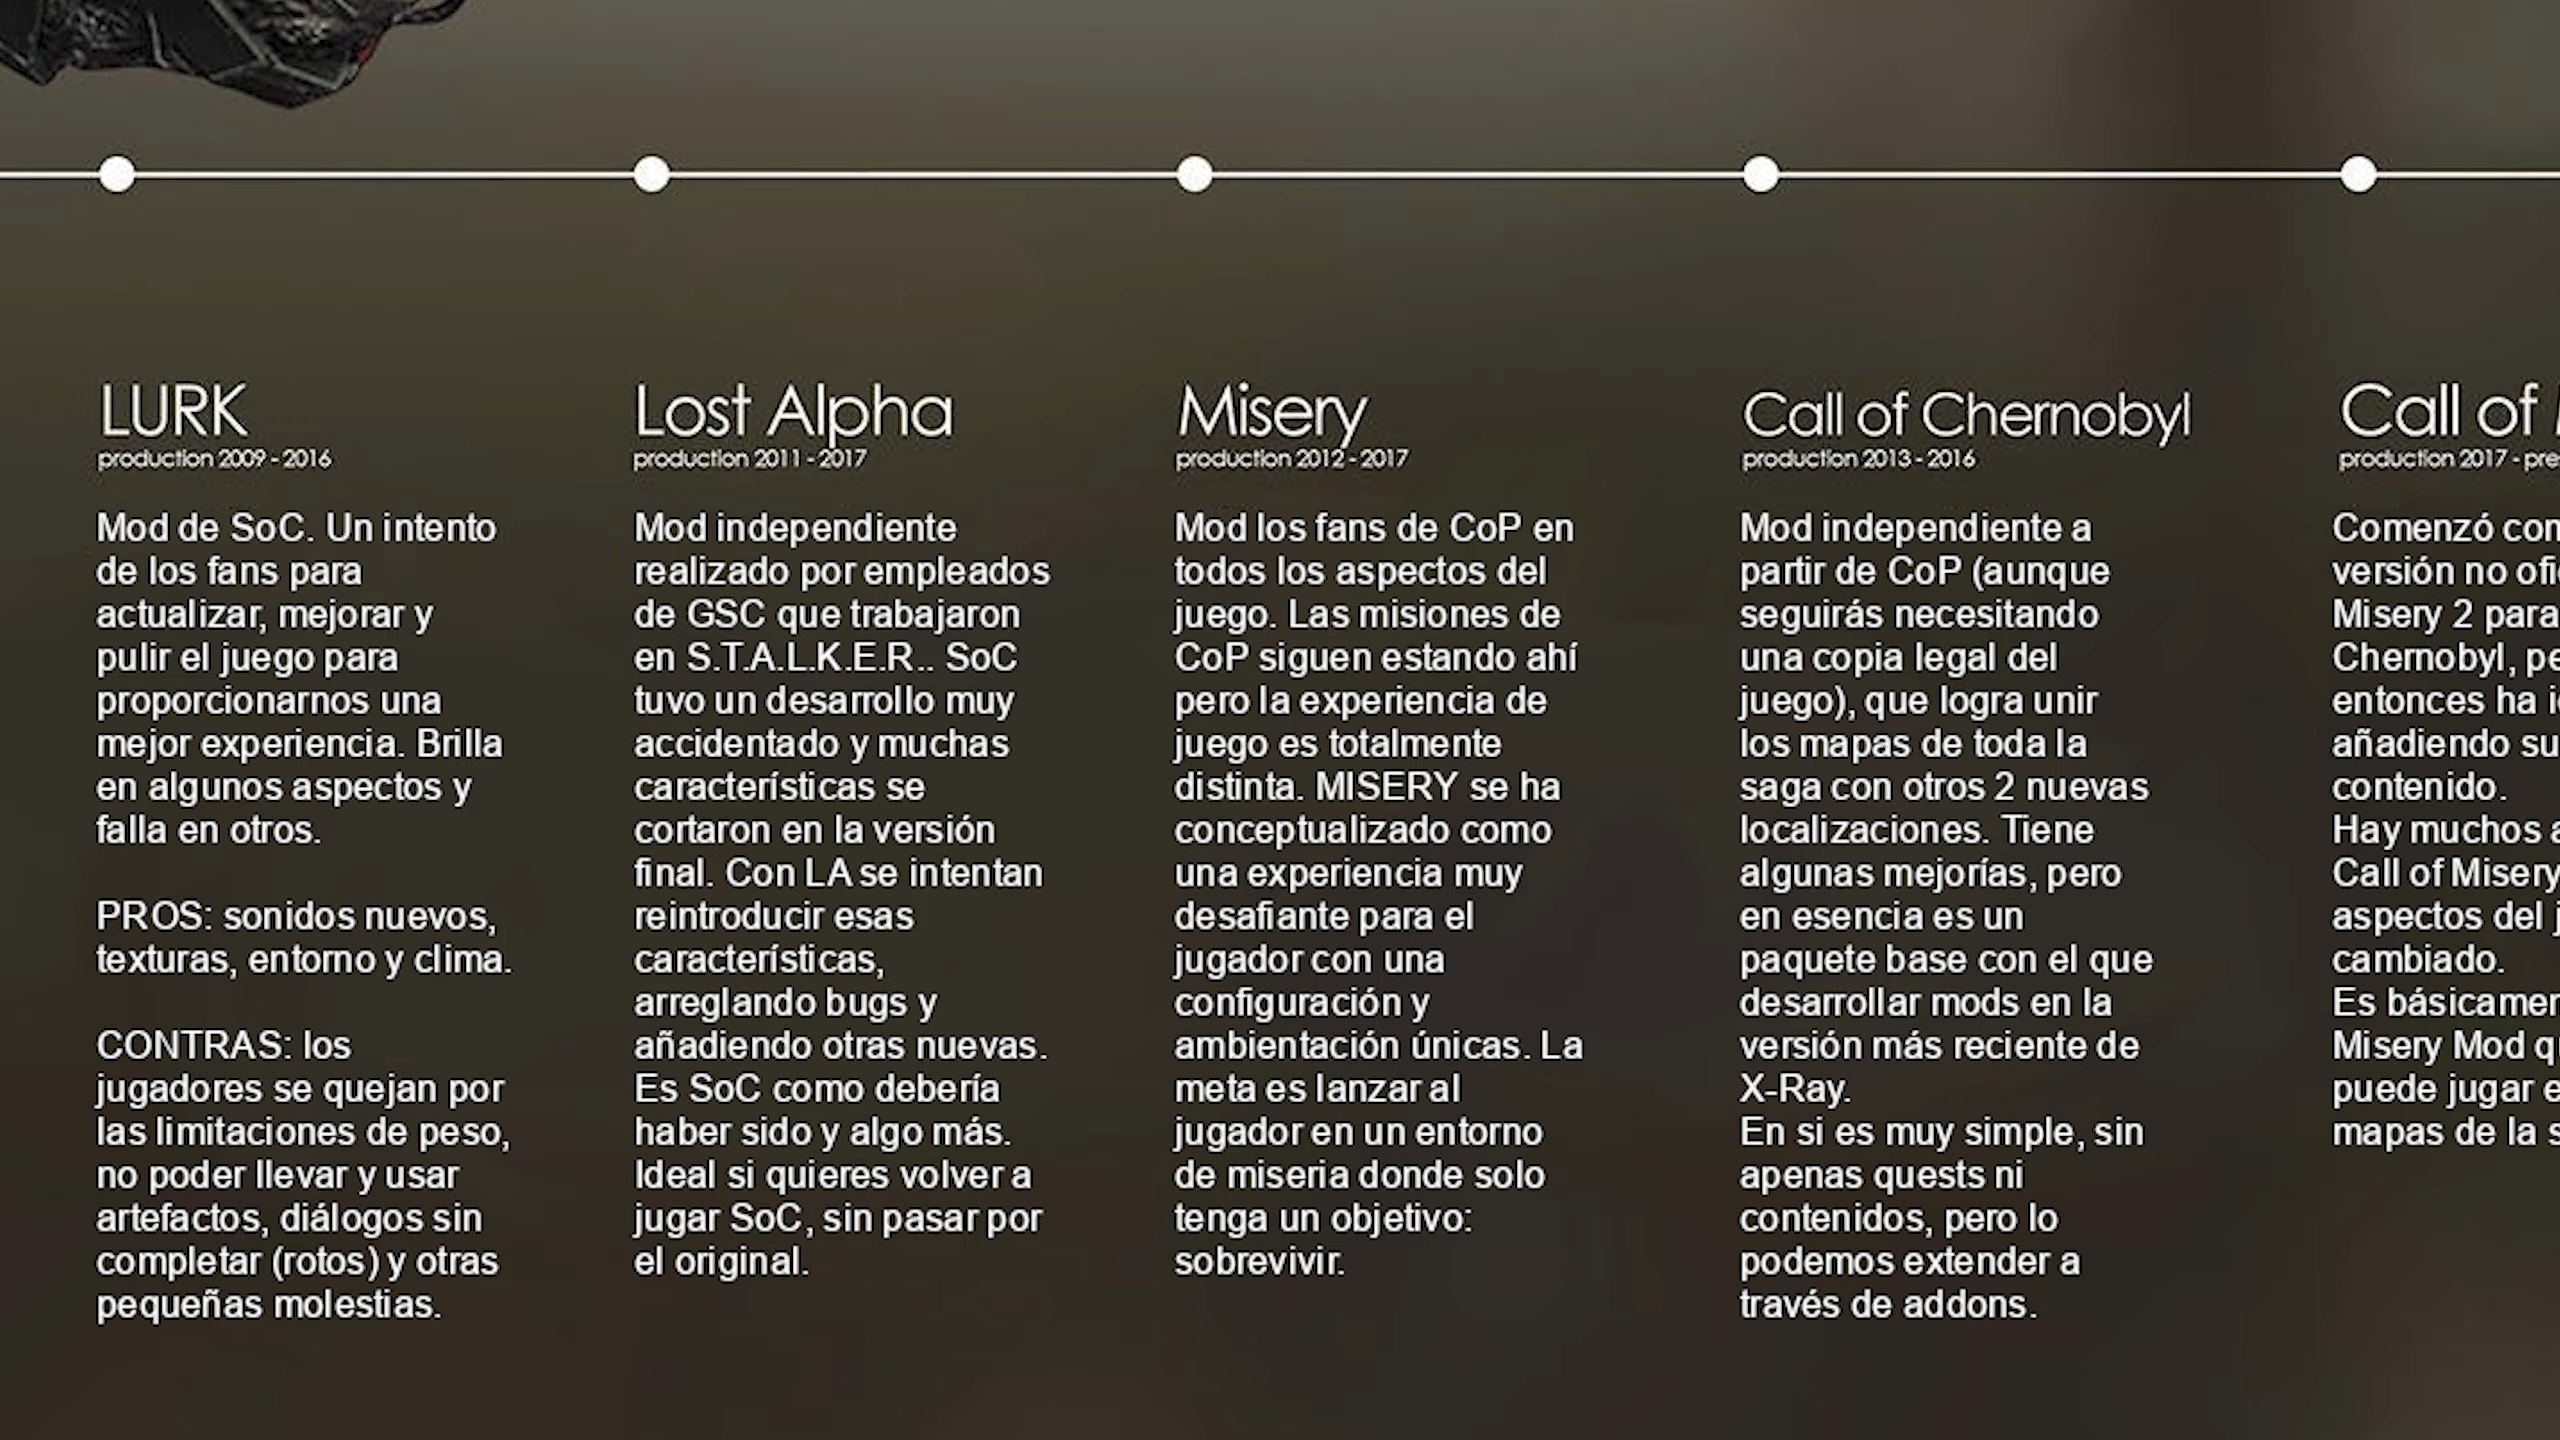 LURK
production 2009 - 2016
Mod de SoC. Un intento
de los fans para
actualizar, mejorar y
pulir el juego para
proporcionarnos una
mejor experiencia. Brilla
en algunos aspectos y
falla en otros.
PROS: sonidos nuevos,
texturas, entorno y clima.
CONTRAS: los
jugadores se quejan por
las limitaciones de peso,
no poder llevar y usar
artefactos, diálogos sin
completar (rotos) y otras
pequeñas molestias.
Lost Alpha
production 2011 - 2017
Mod independiente
realizado por empleados
de GSC que trabajaron
en S.T.A.L.K.E.R.. SoC
tuvo un desarrollo muy
accidentado y muchas
características se
cortaron en la versión
final. Con LA se intentan
reintroducir esas
características,
arreglando bugs y
añadiendo otras nuevas.
Es SoC como debería
haber sido y algo más.
Ideal si quieres volver a
jugar SoC, sin pasar por
el original.
Misery
production 2012 - 2017
Mod los fans de CoP en
todos los aspectos del
juego. Las misiones de
CoP siguen estando ahí
pero la experiencia de
juego es totalmente
distinta. MISERY se ha
conceptualizado como
una experiencia muy
desafiante para el
jugador con una
configuración y
ambientación únicas. La
meta es lanzar al
jugador en un entorno
de miseria donde solo
tenga un objetivo:
sobrevivir.
Call of Chernobyl
production 2013 - 2016
Mod independiente a
partir de CoP (aunque
seguirás necesitando
una copia legal del
juego), que logra unir
los mapas de toda la
saga con otros 2 nuevas
localizaciones. Tiene
algunas mejorías, pero
en esencia es un
paquete base con el que
desarrollar mods en la
versión más reciente de
X-Ray.
En si es muy simple, sin
apenas quests ni
contenidos, pero lo
podemos extender a
través de addons.
Call of
production 2017 -
Comenzó
versión no
Misery 2 para
Chernobyl,
entonces ha
añadiendo
contenido.
Hay muchos
Call of Misery
aspectos del
cambiado.
Es
Misery Mod
puede jugar
mapas de la